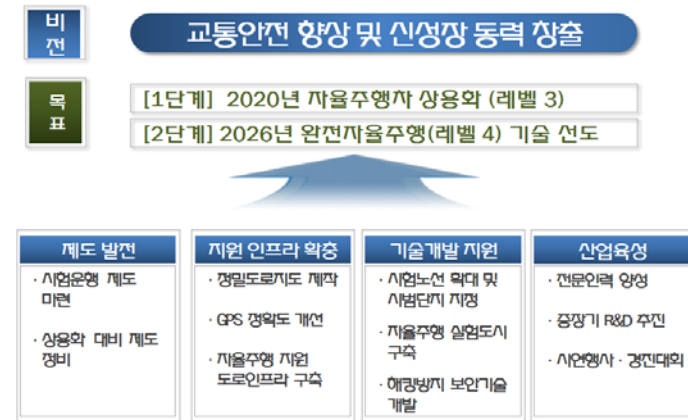 비
전
교통안전 향상 및 신성장 동력 창출
목
표
[1단계] 2020년 자율주행차 상용화 (레벨 3)
[2단계] 2026년 완전자율주행(레벨 4) 기술 선도
제도 발전
· 시험운행 제도
마련
· 상용화 대비 제도
정비
지원 인프라 확충
· 정밀도로지도 제작
· GPS 정확도 개선
· 자율주행 지원
도로인프라 구축
기술개발 지원
· 시험노선 확대 및
시범단지 지정
· 자율주행 실험도시
구축
· 해킹방지 보안기술
개발
산업육성
· 전문인력 양성
· 중장기 R&D 추진
· 시연행사 · 경진대회